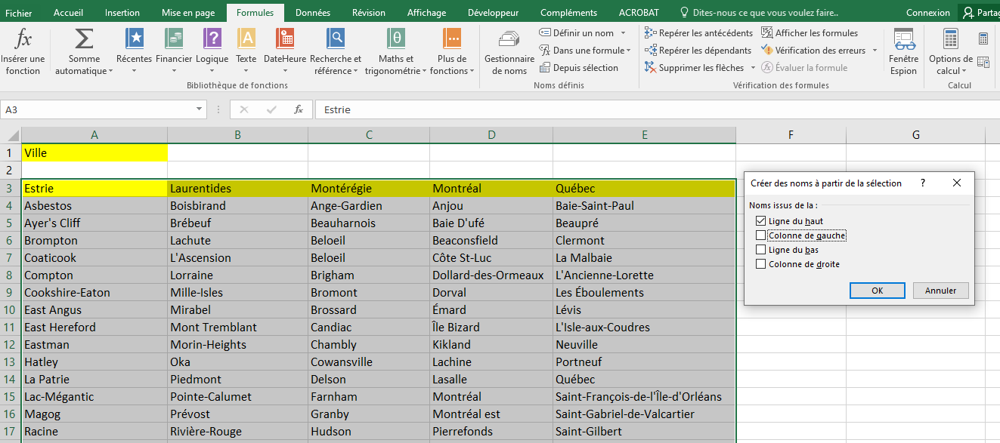 Fichier Accueil Insertion Mise en page Formules Données Révision Affichage Développeur Compléments ACROBAT Dites-nous ce que vous voulez faire.. Connexion Partag
fx Σ ? A θ
Insérer une fonction
Somme automatique
Récentes
Financier
Logique
Texte
DateHeure
Recherche et référence
Maths et trigonométrie
Plus de fonctions
Bibliothèque de fonctions
Gestionnaire de noms
Définir un nom
Dans une formule
Depuis sélection
Noms définis
Repérer les antécédents
Repérer les dépendants
Supprimer les flèches
Afficher les formules
Vérification des erreurs
Évaluer la formule
Vérification des formules
Fenêtre Espion
Options de calcul
Calcul
A3 fx Estrie
A B C D E F G
1 Ville
2
3 Estrie Laurentides Montérégie Montréal Québec
4 Asbestos Boisbirand Ange-Gardien Anjou Baie-Saint-Paul
5 Ayer's Cliff Brébeuf Beauharnois Baie D'ufé Beaupré
6 Brompton Lachute Beloeil Beaconsfield Clermont
7 Coaticook L'Ascension Beloeil Côte St-Luc La Malbaie
8 Compton Lorraine Brigham Dollard-des-Ormeaux L'Ancienne-Lorette
9 Cookshire-Eaton Mille-Isles Bromont Dorval Les Éboulements
10 East Angus Mirabel Brossard Émard Lévis
11 East Hereford Mont Tremblant Candiac Île Bizard L'Isle-aux-Coudres
12 Eastman Morin-Heights Chambly Kikland Neuville
13 Hatley Oka Cowansville Lachine Portneuf
14 La Patrie Piedmont Delson Lasalle Québec
15 Lac-Mégantic Pointe-Calumet Farnham Montréal Saint-François-de-l'Île-d'Orléans
16 Magog Prévost Granby Montréal est Saint-Gabriel-de-Valcartier
17 Racine Rivière-Rouge Hudson Pierrefonds Saint-Gilbert
Créer des noms à partir de la sélection ?
Noms issus de la :
Ligne du haut
Colonne de gauche
Ligne du bas
Colonne de droite
OK Annuler